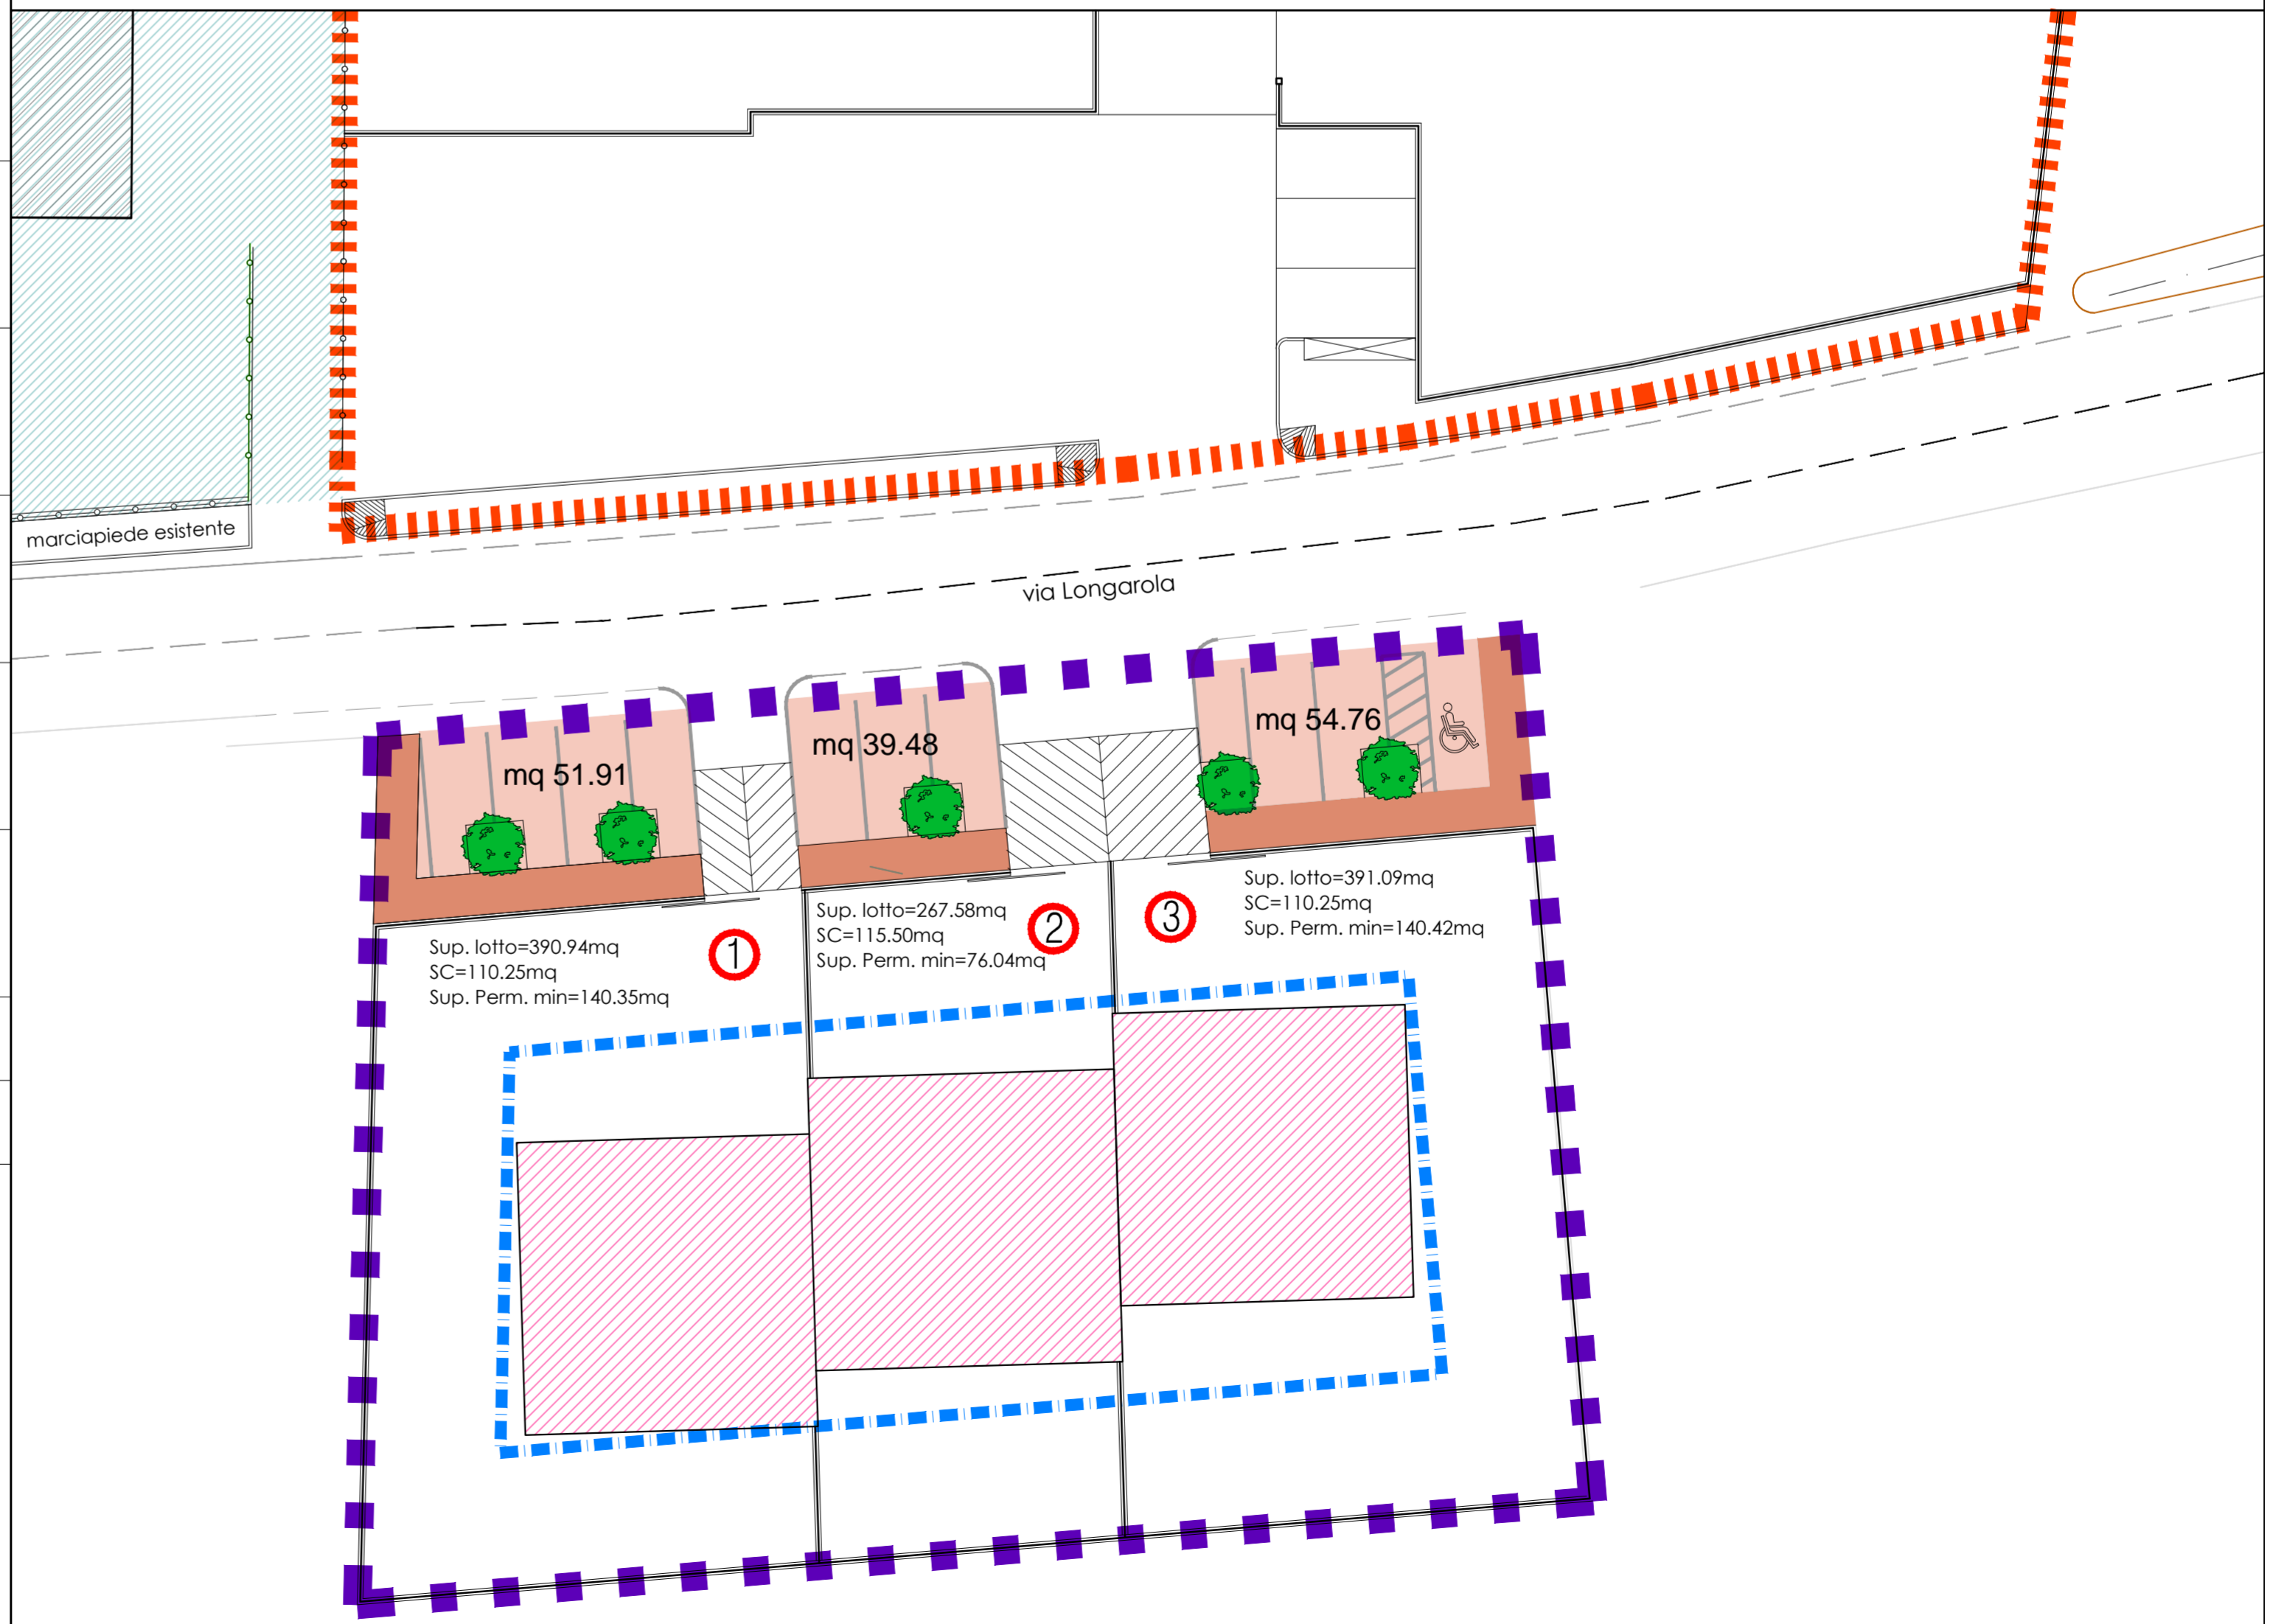 marciapiede esistente
via Longarola
mq 51.91
mq 39.48
mq 54.76
Sup. lotto=390.94mq
SC=110.25mq
Sup. Perm. min=140.35mq
1
Sup. lotto=267.58mq
SC=115.50mq
Sup. Perm. min=76.04mq
2
3
Sup. lotto=391.09mq
SC=110.25mq
Sup. Perm. min=140.42mq